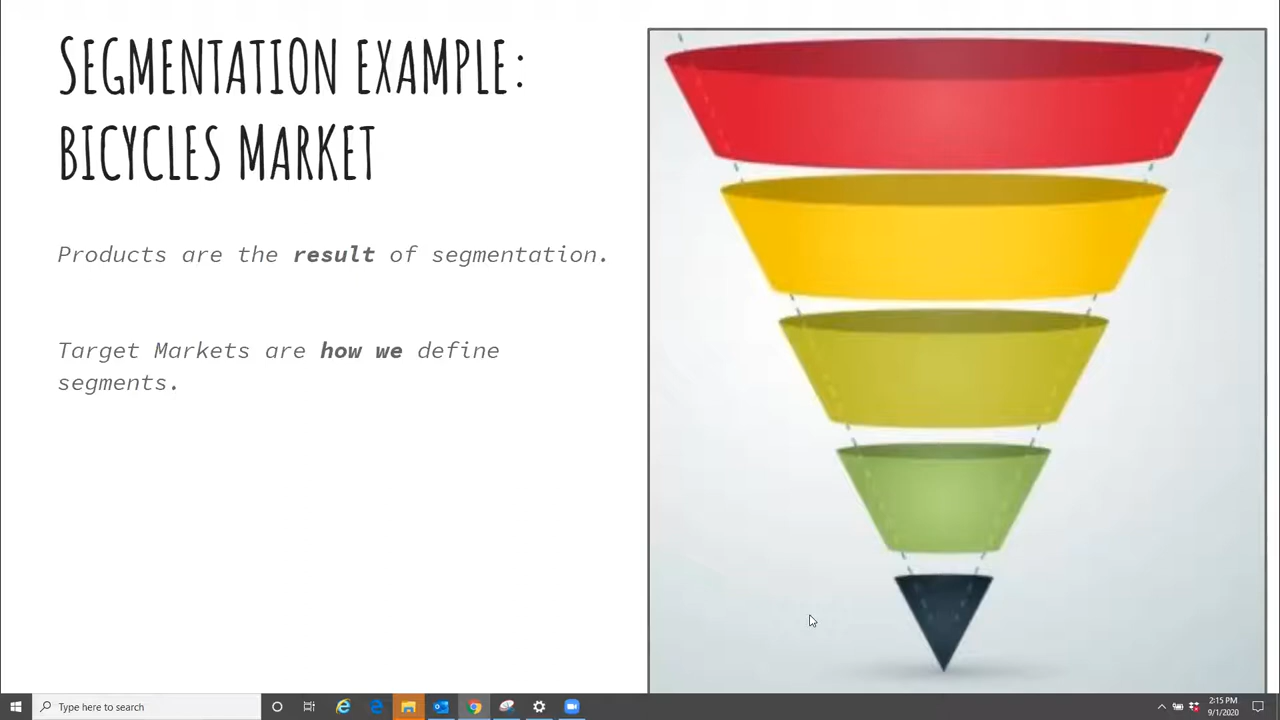 SEGMENTATION EXAMPLE:
BICYCLES MARKET
Products are the result of segmentation.
Target Markets are how we define
segments.
Type here to search
2:15 PM
9/1/2020